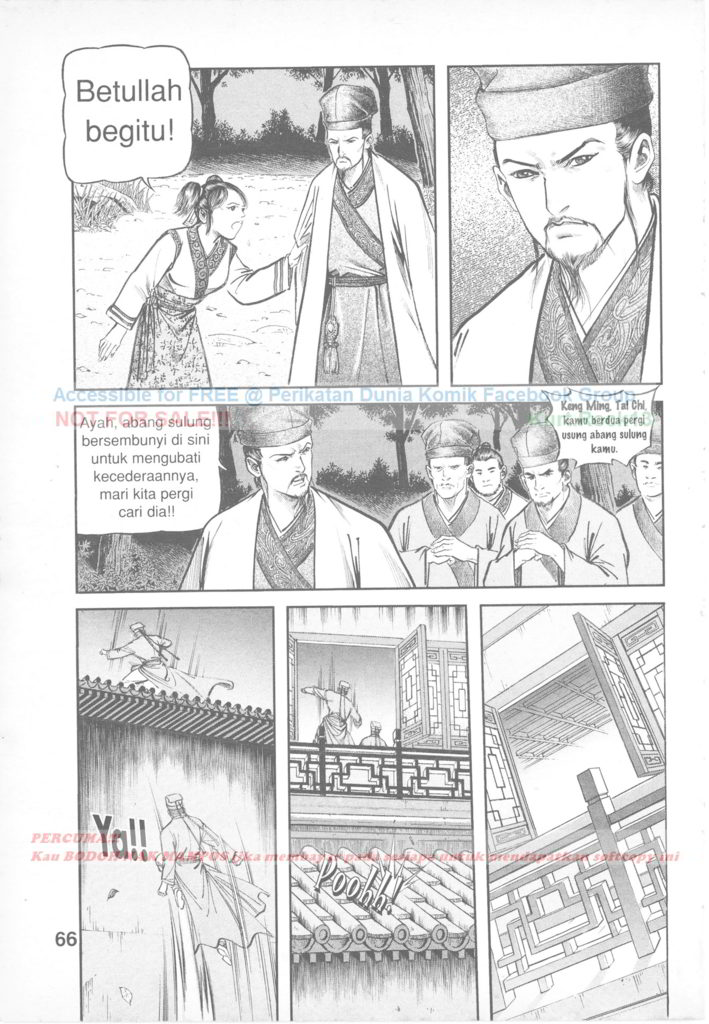 Betullah
begitu!
Accessible for FREE @ Perikatan Dunia Komik Facebook Group
NOT FOR SALE!!!
Ayah, abang sulung
bersembunyi di sini
untuk mengubati
kecederaannya,
mari kita pergi
cari dia!!
Keng Ming, Tai Chi,
kamu berdua pergi
usung abang sulung
kamu.
Ya!!
Poohh!!
PERCUMA!!
Kau BODOH
jika membayar pada sesiapa untuk mendapatkan softcopy ini
66